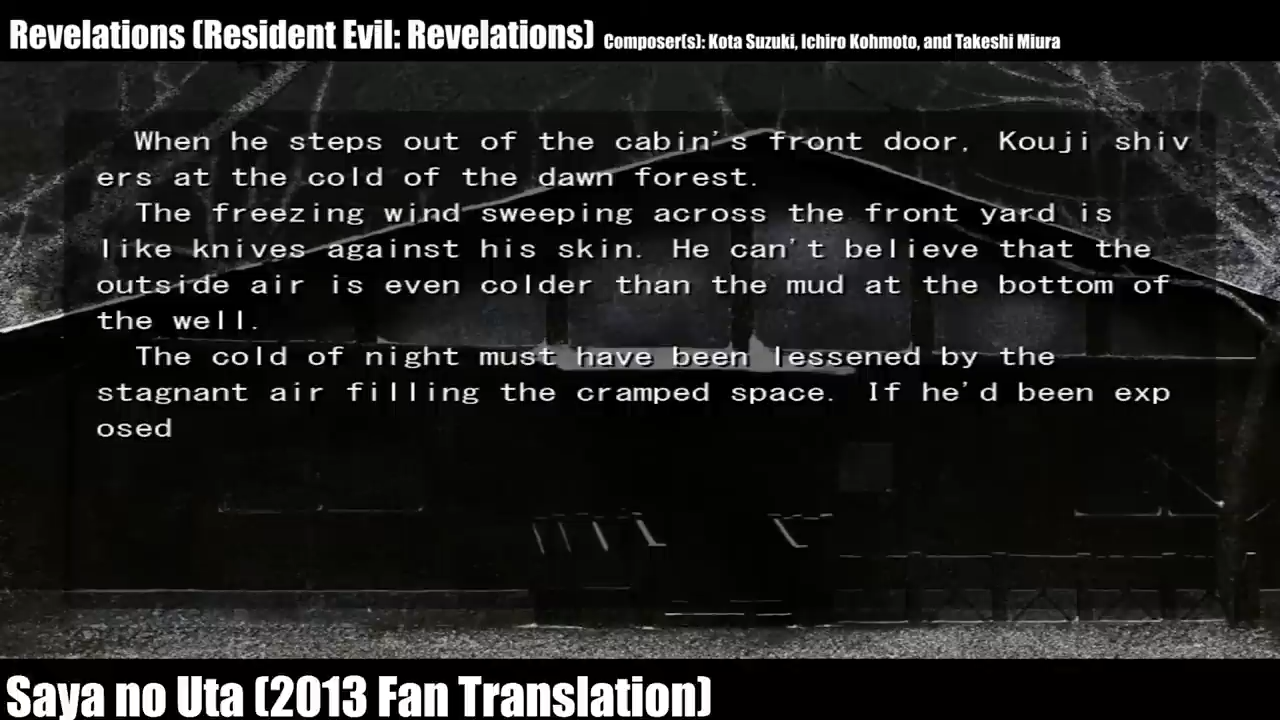 Revelations (Resident Evil: Revelations) Composer(s): Kota Suzuki, Ichiro Kohmoto, and Takeshi Miura
When he steps out of the cabin's front door, Kouji shiv
ers at the cold of the dawn forest.
The freezing wind sweeping across the front yard is
like knives against his skin. He can't believe that the
outside air is even colder than the mud at the bottom of
the well.
The cold of night must have been lessened by the
stagnant air filling the cramped space. If he'd been exp
osed
Saya no Uta (2013 Fan Translation)